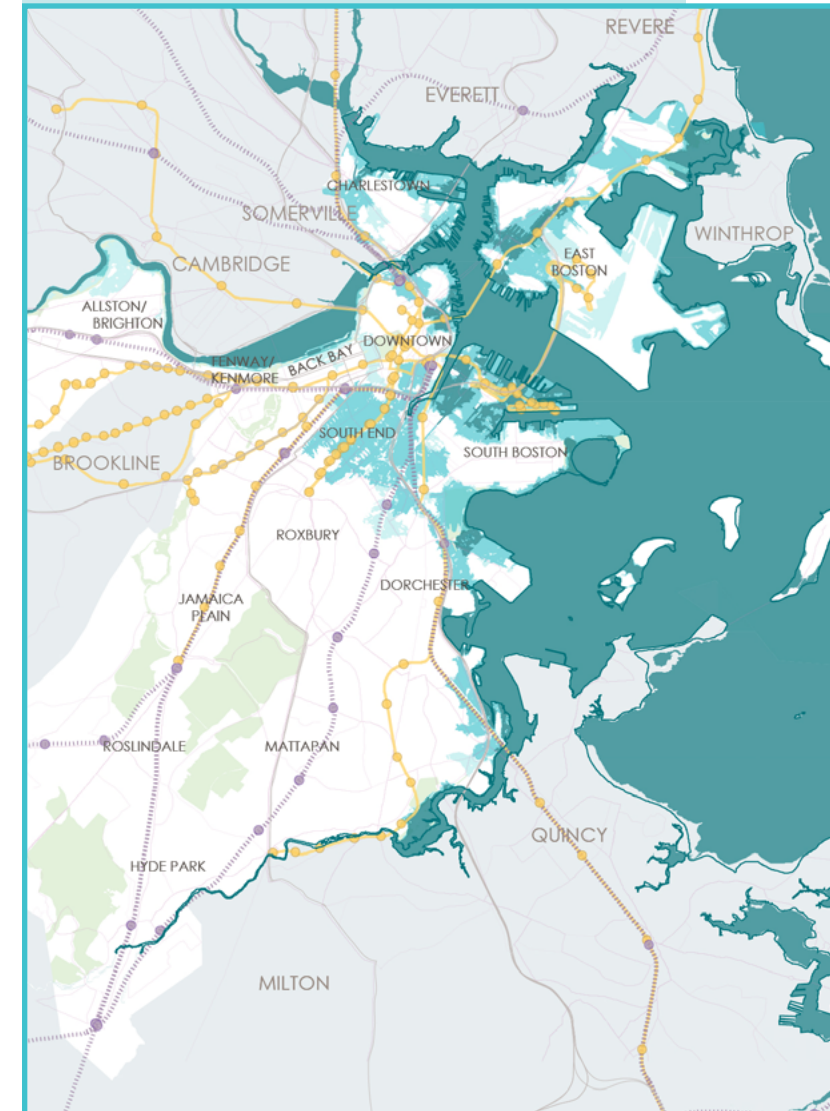 REVERE
EVERETT
CHARLESTOWN
SOMERVILLE
WINTHROP
CAMBRIDGE
EAST
BOSTON
ALLSTON/
BRIGHTON
DOWNTOWN
BACK BAY
FENWAY/
KENMORE
SOUTH END
SOUTH BOSTON
BROOKLINE
ROXBURY
DORCHESTER
JAMAICA
PLAIN
ROSLINDALE
MATTAPAN
QUINCY
HYDE PARK
MILTON